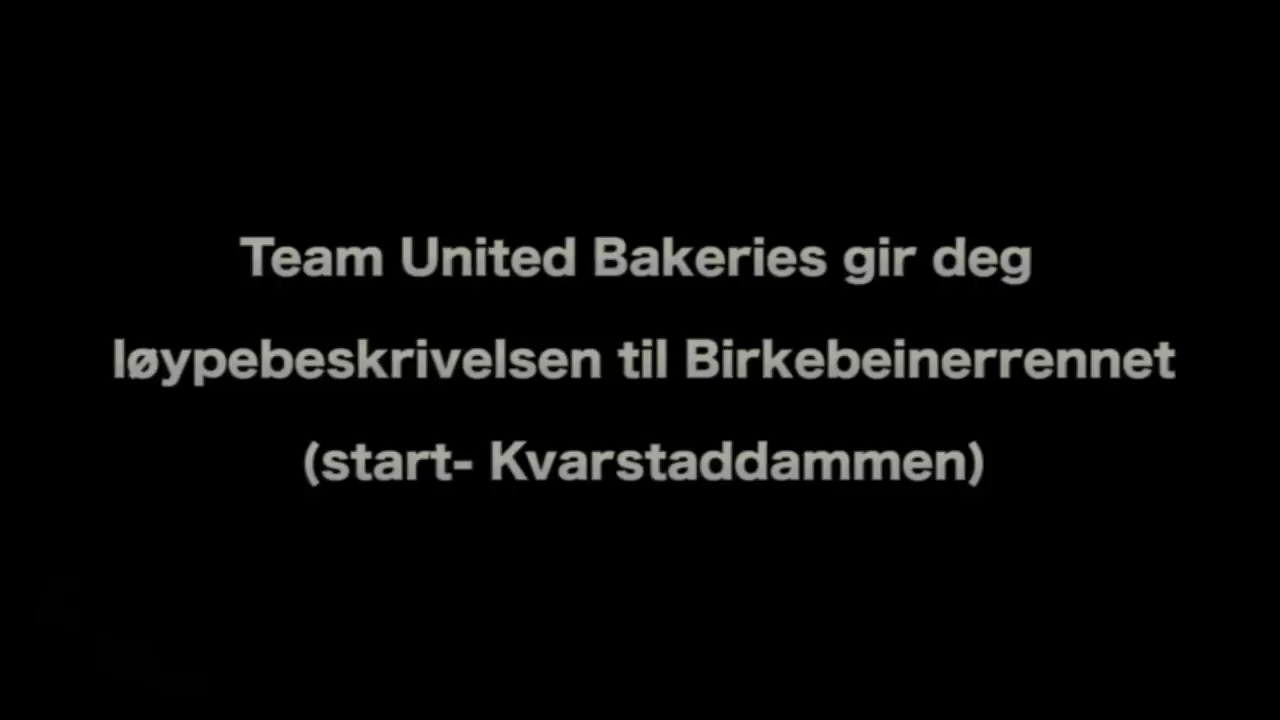 Team United Bakeries gir deg
løypebeskrivelsen til Birkebeinerrennet
(start- Kvarstaddammen)